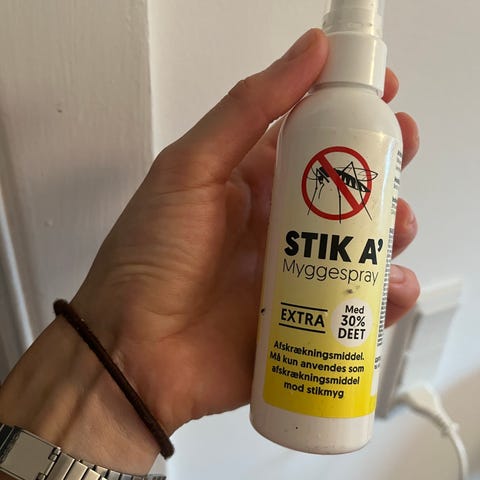 STIK A'
Myggespray
EXTRA
Med
30%
DEET
Afskrækningsmiddel.
Må kun anvendes som
afskrækningsmiddel
mod stikmyg